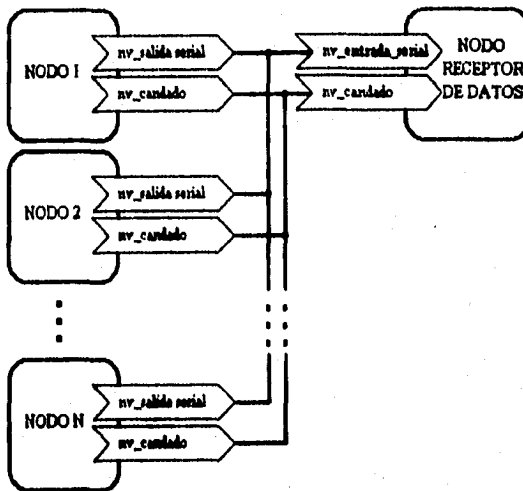 NODO 1
nv_salida serial
nv_candado
nv_entrada_serial
nv_candado
NODO
RECEPTOR
DE DATOS
NODO 2
nv_salida serial
nv_candado
NODO N
nv_salida serial
nv_candado